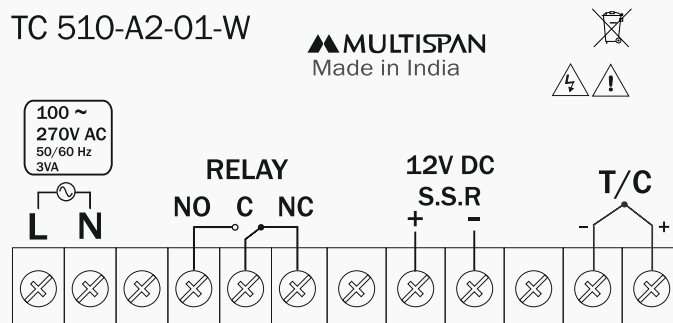 TC 510-A2-01-W
MULTISPAN
Made in India
100 ~
270V AC
50/60 Hz
3VA
L N
RELAY
NO C NC
12V DC
S.S.R
+ -
T/C
- +